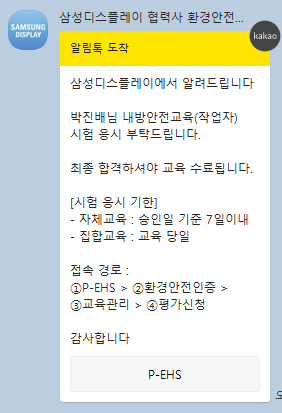 SAMSUNG
DISPLAY
삼성디스플레이 협력사 환경안전...
알림톡 도착
kakao
삼성디스플레이에서 알려드립니다
박진배님 내방안전교육(작업자)
시험 응시 부탁드립니다.
최종 합격하셔야 교육 수료됩니다.
[시험 응시 기한]
- 자체교육 : 승인일 기준 7일이내
- 집합교육 : 교육 당일
접속 경로 :
①P-EHS > ②환경안전인증 >
③교육관리 > ④평가신청
감사합니다
P-EHS